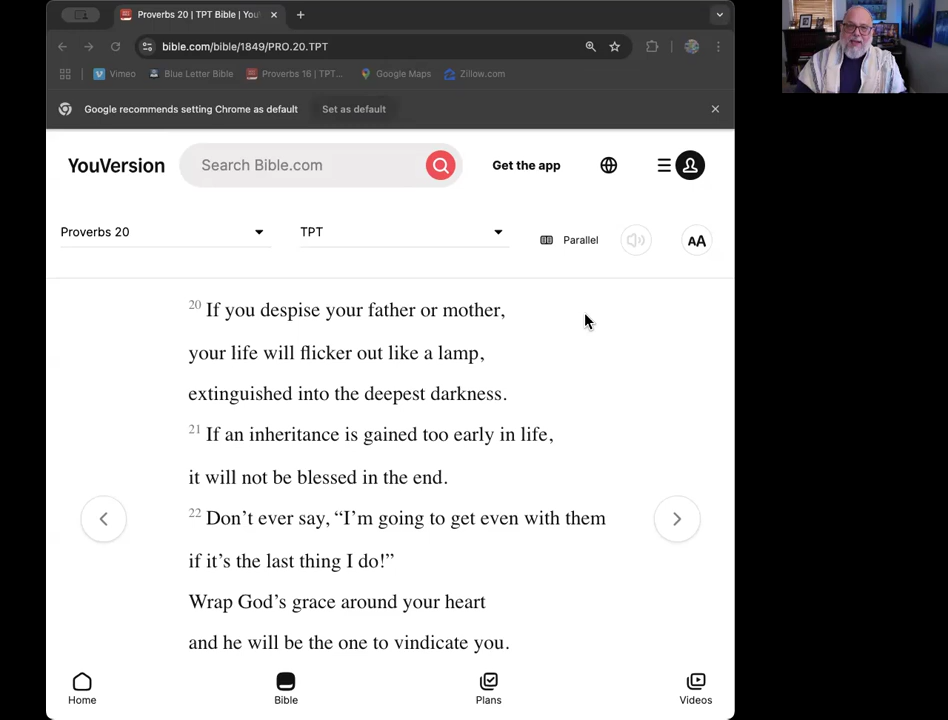 Proverbs 20 | TPT Bible | You
bible.com/bible/1849/PRO.20.TPT
Vimeo Blue Letter Bible Proverbs 16 | TPT... Google Maps Zillow.com
Google recommends setting Chrome as default Set as default
YouVersion Search Bible.com Get the app
Proverbs 20 TPT Parallel AA
20 If you despise your father or mother,
your life will flicker out like a lamp,
extinguished into the deepest darkness.
21 If an inheritance is gained too early in life,
it will not be blessed in the end.
22 Don’t ever say, “I’m going to get even with them
if it’s the last thing I do!”
Wrap God’s grace around your heart
and he will be the one to vindicate you.
Home Bible Plans Videos